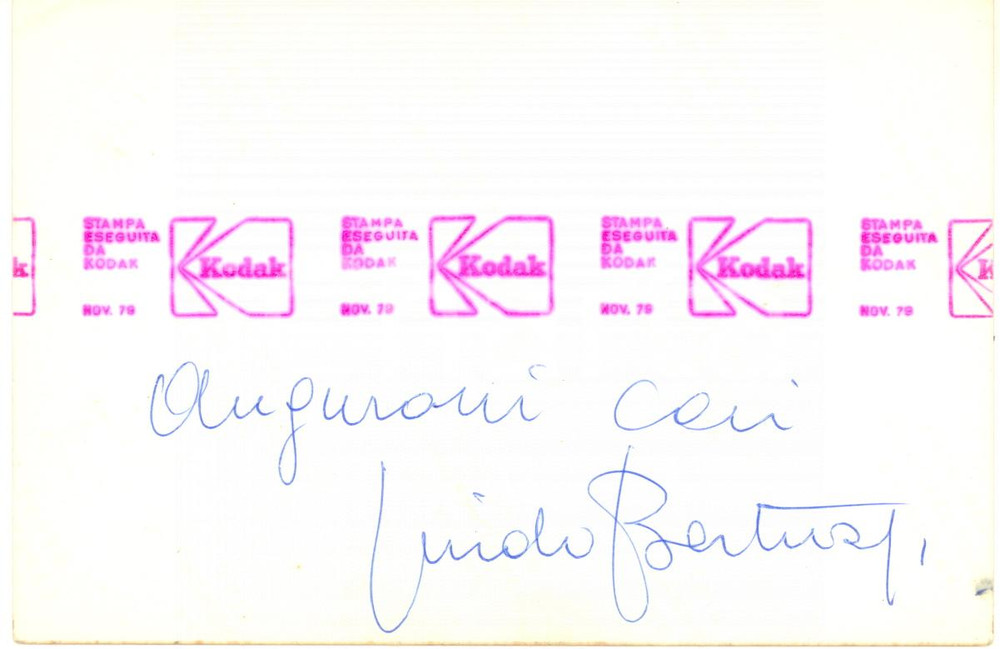 STAMPA ESEGUITA DA KODAK NOV. 79 Kodak
STAMPA ESEGUITA DA KODAK NOV. 79 Kodak
STAMPA ESEGUITA DA KODAK NOV. 79 Kodak
STAMPA ESEGUITA DA KODAK NOV. 79
Auguroni cari
Guido